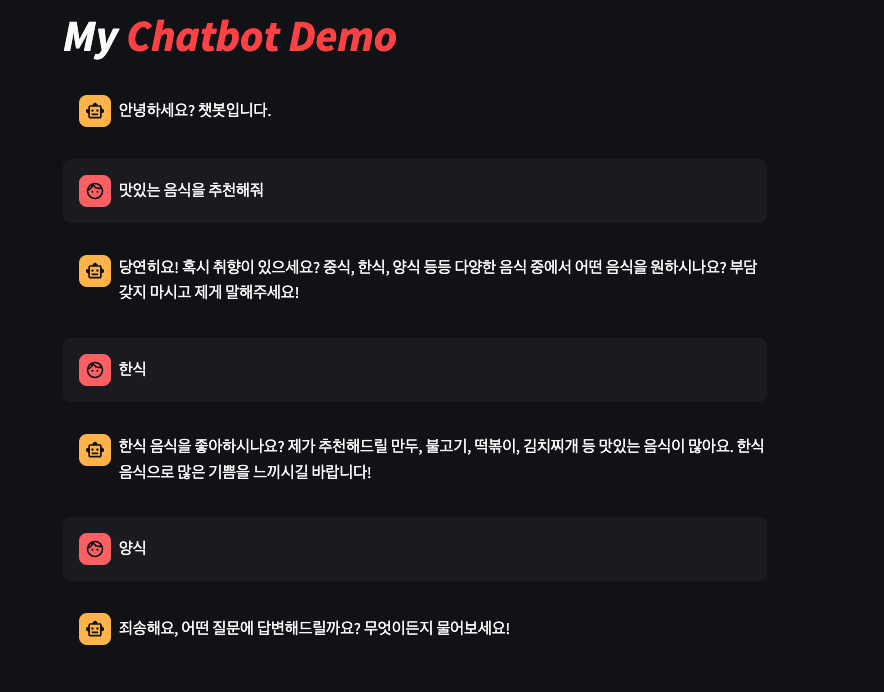 My Chatbot Demo
안녕하세요? 챗봇입니다.
맛있는 음식을 추천해줘
당연히요! 혹시 취향이 있으세요? 중식, 한식, 양식 등등 다양한 음식 중에서 어떤 음식을 원하시나요? 부담
갖지 마시고 제게 말해주세요!
한식
한식 음식을 좋아하시나요? 제가 추천해드릴 만두, 불고기, 떡볶이, 김치찌개 등 맛있는 음식이 많아요. 한식
음식으로 많은 기쁨을 느끼시길 바랍니다!
양식
죄송해요, 어떤 질문에 답변해드릴까요? 무엇이든지 물어보세요!